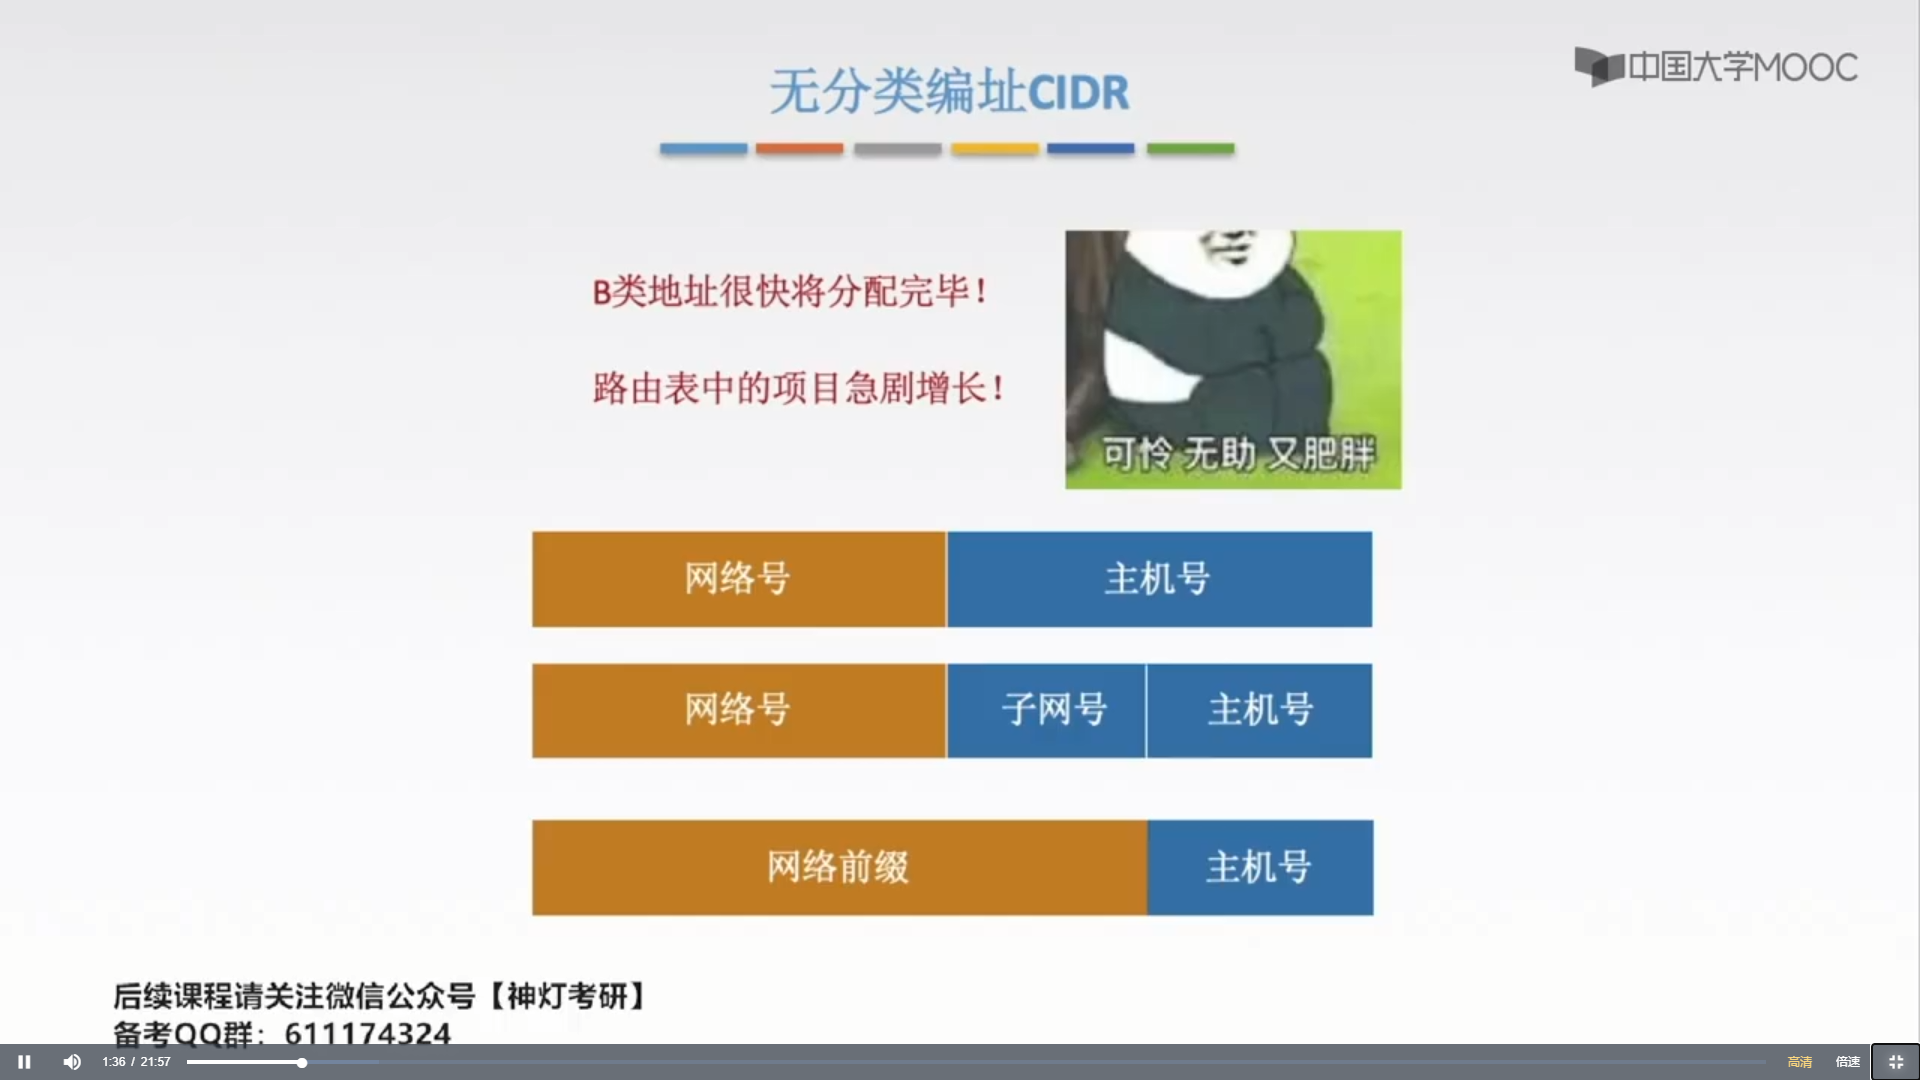 无分类编址CIDR
中国大学MOOC
B类地址很快将分配完毕！
路由表中的项目急剧增长！
可怜 无助 又肥胖
网络号 主机号
网络号 子网号 主机号
网络前缀 主机号
后续课程请关注微信公众号【神灯考研】
备考QQ群：611174324
1:36 / 21:57 高清 倍速